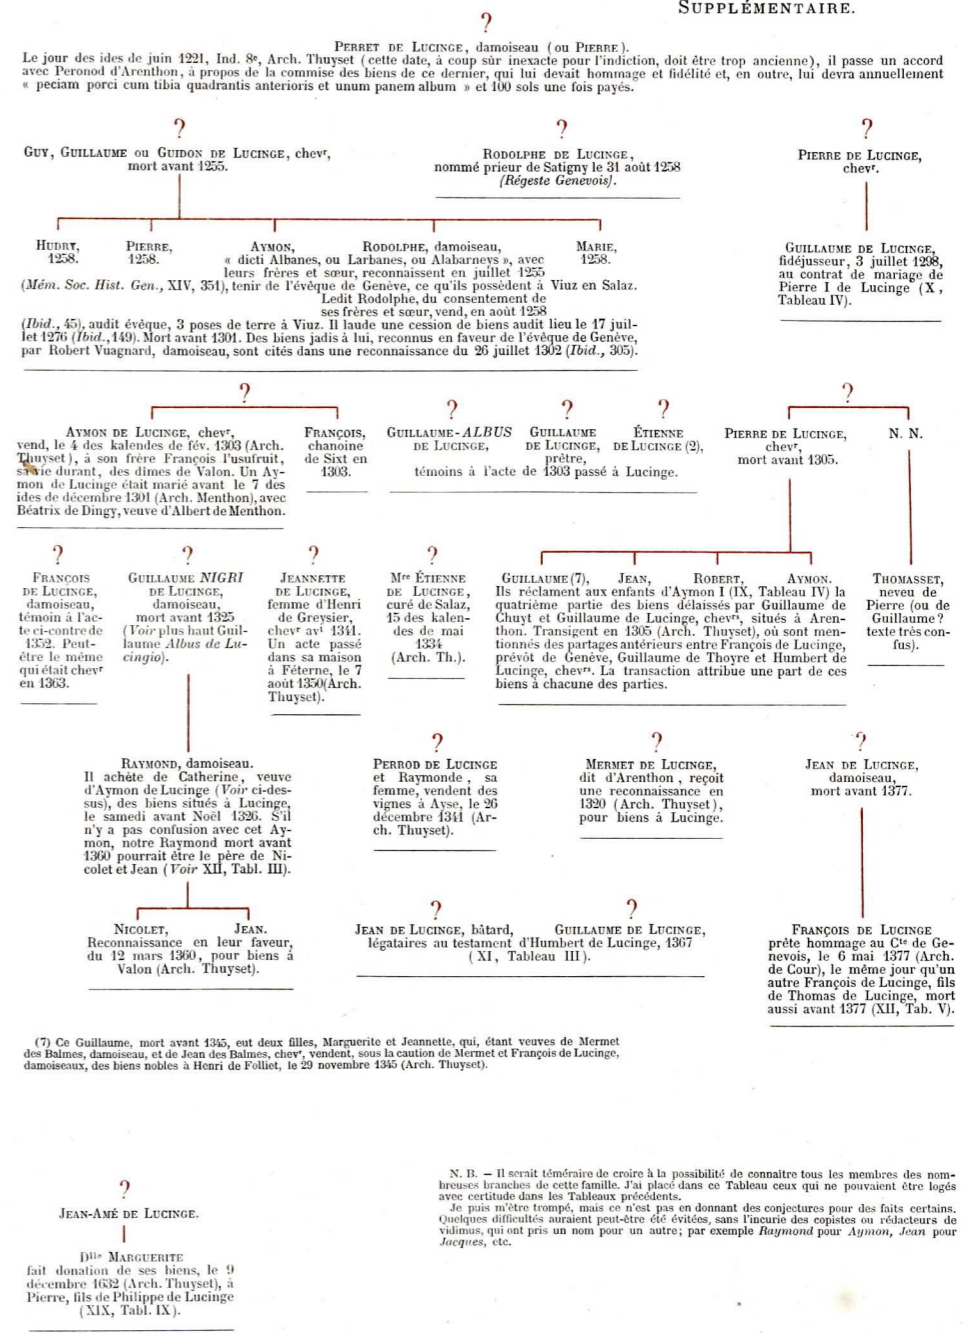 SUPPLÉMENTAIRE.
?
PERRET DE LUCINGE, damoiseau (ou PIERRE).
Le jour des ides de juin 1221, Ind. 8e, Arch. Thuyset (cette date, à coup sûr inexacte pour l'indiction, doit être trop ancienne), il passe un accord
avec Peronod d'Arenthon, à propos de la commise des biens de ce dernier, qui lui devait hommage et fidélité et, en outre, lui devra annuellement
« peciam porci cum tibia quadrantis anterioris et unum panem album » et 100 sols une fois payés.
?
GUY, GUILLAUME OU GUIDON DE LUCINGE, chevr,
mort avant 1255.
?
RODOLPHE DE LUCINGE,
nommé prieur de Satigny le 31 août 1258
(Régeste Genevois).
?
PIERRE DE LUCINGE,
chevr.
HUDRY,
1258.
PIERRE,
1258.
AYMON,
RODOLPHE, damoiseau,
MARIE,
1258.
« dicti Albanes, ou Larbanes, ou Alabarneys », avec
leurs frères et sœur, reconnaissent en juillet 1255
(Mém. Soc. Hist. Gen., XIV, 351), tenir de l'évêque de Genève, ce qu'ils possèdent à Viuz en Salaz.
Ledit Rodolphe, du consentement de
ses frères et sœur, vend, en août 1258
(Ibid., 45), audit évêque, 3 poses de terre à Viuz. Il laude une cession de biens audit lieu le 17 juil-
let 1276 (Ibid., 149). Mort avant 1301. Des biens jadis à lui, reconnus en faveur de l'évêque de Genève,
par Robert Vuagnard, damoiseau, sont cités dans une reconnaissance du 26 juillet 1302 (Ibid., 305).
GUILLAUME DE LUCINGE,
fidéjusseur, 3 juillet 1298,
au contrat de mariage de
Pierre I de Lucinge (X,
Tableau IV).
?
AYMON DE LUCINGE, chevr,
vend, le 4 des kalendes de fév. 1303 (Arch.
Thuyset), à son frère François l'usufruit,
sa vie durant, des dîmes de Valon. Un Ay-
mon de Lucinge était marié avant le 7 des
ides de décembre 1301 (Arch. Menthon), avec
Béatrix de Dingy, veuve d'Albert de Menthon.
FRANÇOIS,
chanoine
de Sixt en
1303.
?
GUILLAUME-ALBUS
DE LUCINGE,
?
GUILLAUME
DE LUCINGE,
prêtre,
?
ÉTIENNE
DE LUCINGE (2),
témoins à l'acte de 1303 passé à Lucinge.
?
PIERRE DE LUCINGE,
chevr,
mort avant 1305.
N. N.
?
FRANÇOIS
DE LUCINGE,
damoiseau,
témoin à l'ac-
te ci-contre de
1352. Peut-
être le même
qui était chevr
en 1363.
?
GUILLAUME NIGRI
DE LUCINGE,
damoiseau,
mort avant 1325
(Voir plus haut Guil-
laume Albus de Lu-
cingio).
?
JEANNETTE
DE LUCINGE,
femme d'Henri
de Greysier,
chevr avt 1341.
Un acte passé
dans sa maison
à Féterne, le 7
août 1350 (Arch.
Thuyset).
?
Mre ÉTIENNE
DE LUCINGE,
curé de Salaz,
15 des kalen-
des de mai
1334
(Arch. Th.).
GUILLAUME (7), JEAN, ROBERT, AYMON.
Ils réclament aux enfants d'Aymon I (IX, Tableau IV) la
quatrième partie des biens délaissés par Guillaume de
Chuyt et Guillaume de Lucinge, chevrs, situés à Aren-
thon. Transigent en 1305 (Arch. Thuyset), où sont men-
tionnés des partages antérieurs entre François de Lucinge,
prévôt de Genève, Guillaume de Thoyre et Humbert de
Lucinge, chevrs. La transaction attribue une part de ces
biens à chacune des parties.
THOMASSET,
neveu de
Pierre (ou de
Guillaume ?
texte très con-
fus).
RAYMOND, damoiseau.
Il achète de Catherine, veuve
d'Aymon de Lucinge (Voir ci-des-
sus), des biens situés à Lucinge,
le samedi avant Noël 1326. S'il
n'y a pas confusion avec cet Ay-
mon, notre Raymond mort avant
1360 pourrait être le père de Ni-
colet et Jean (Voir XII, Tabl. III).
?
PERROD DE LUCINGE
et Raymonde, sa
femme, vendent des
vignes à Ayse, le 26
décembre 1341 (Ar-
ch. Thuyset).
?
MERMET DE LUCINGE,
dit d'Arenthon, reçoit
une reconnaissance en
1320 (Arch. Thuyset),
pour biens à Lucinge.
?
JEAN DE LUCINGE,
damoiseau,
mort avant 1377.
NICOLET, JEAN.
Reconnaissance en leur faveur,
du 12 mars 1360, pour biens à
Valon (Arch. Thuyset).
?
?
JEAN DE LUCINGE, bâtard, GUILLAUME DE LUCINGE,
légataires au testament d'Humbert de Lucinge, 1367
(XI, Tableau III).
FRANÇOIS DE LUCINGE
prête hommage au Cte de Ge-
nevois, le 6 mai 1377 (Arch.
de Cour), le même jour qu'un
autre François de Lucinge, fils
de Thomas de Lucinge, mort
aussi avant 1377 (XII, Tab. V).
(7) Ce Guillaume, mort avant 1345, eut deux filles, Marguerite et Jeannette, qui, étant veuves de Mermet
des Balmes, damoiseau, et de Jean des Balmes, chevr, vendent, sous la caution de Mermet et François de Lucinge,
damoiseaux, des biens nobles à Henri de Folliet, le 29 novembre 1345 (Arch. Thuyset).
?
JEAN-AMÉ DE LUCINGE.
Dlle MARGUERITE
fait donation de ses biens, le 9
décembre 1632 (Arch. Thuyset), à
Pierre, fils de Philippe de Lucinge
(XIX, Tabl. IX).
N. B. — Il serait téméraire de croire à la possibilité de connaître tous les membres des nom-
breuses branches de cette famille. J'ai placé dans ce Tableau ceux qui ne pouvaient être logés
avec certitude dans les Tableaux précédents.
Je puis m'être trompé, mais ce n'est pas en donnant des conjectures pour des faits certains.
Quelques difficultés auraient peut-être été évitées, sans l'incurie des copistes ou rédacteurs de
vidimus, qui ont pris un nom pour un autre; par exemple Raymond pour Aymon, Jean pour
Jacques, etc.